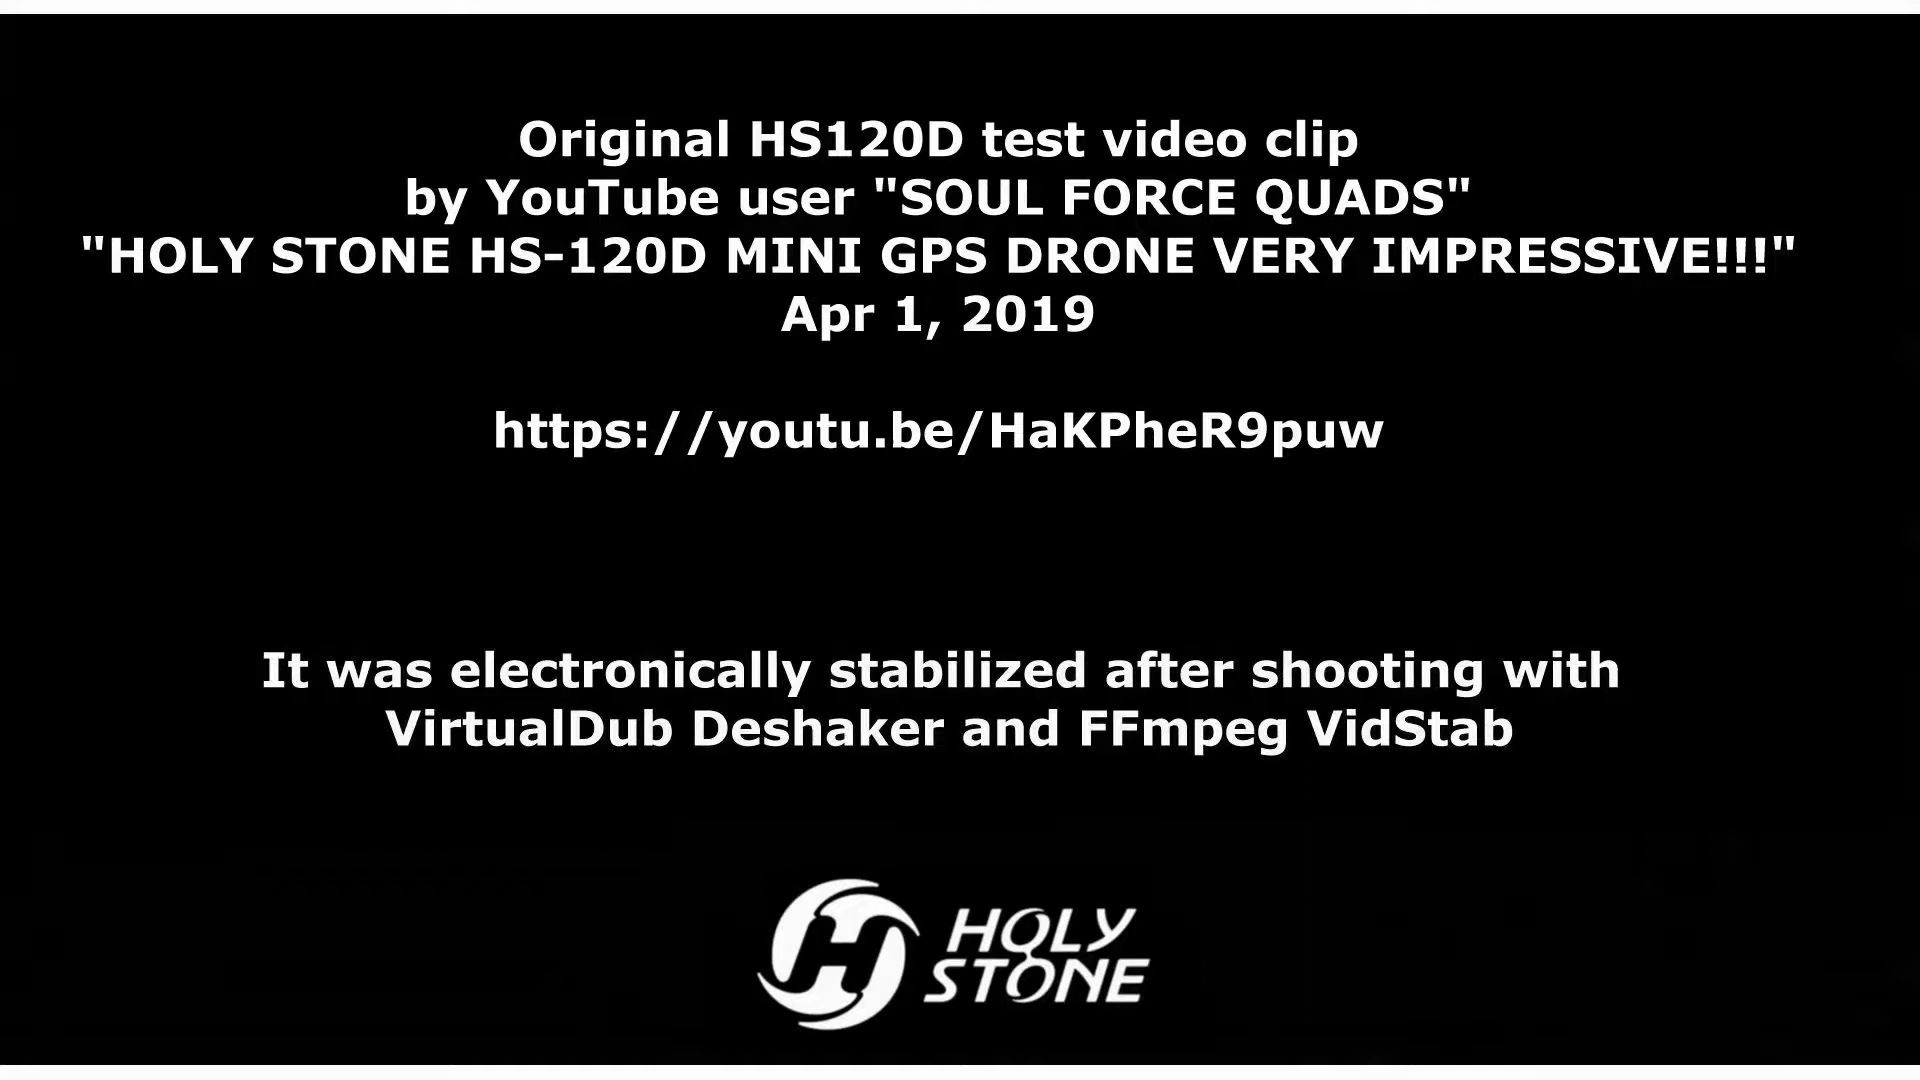 Original HS120D test video clip
by YouTube user "SOUL FORCE QUADS"
"HOLY STONE HS-120D MINI GPS DRONE VERY IMPRESSIVE!!!"
Apr 1, 2019
https://youtu.be/HaKPheR9puw
It was electronically stabilized after shooting with
VirtualDub Deshaker and FFmpeg VidStab
HOLY
STONE